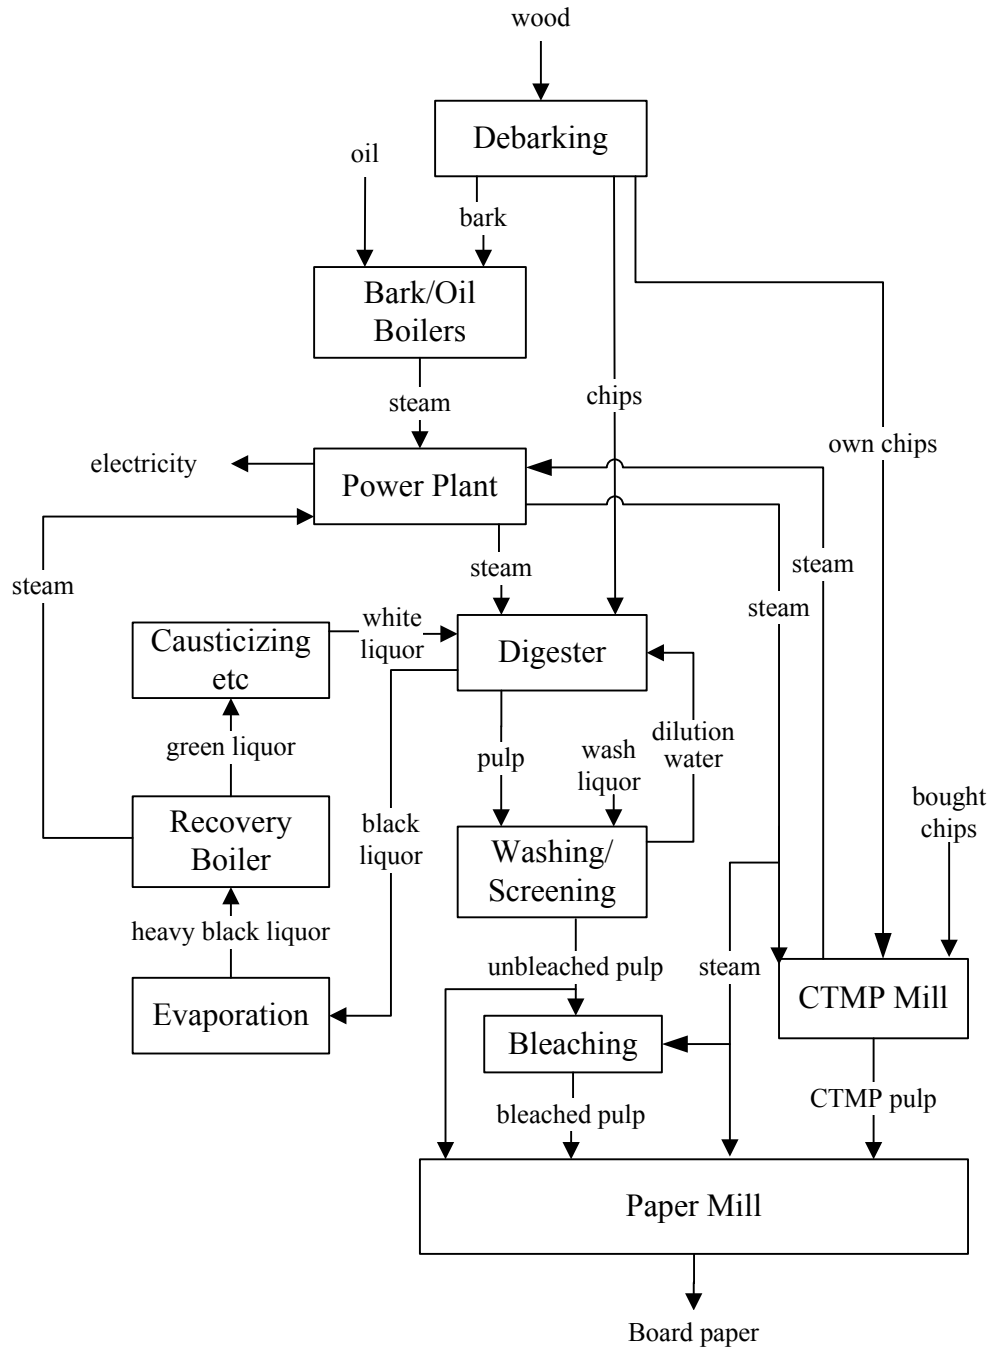 wood
Debarking
oil
bark
Bark/Oil
Boilers
steam
chips
own chips
electricity
Power Plant
steam
steam
steam
steam
white
liquor
Causticizing
etc
Digester
green liquor
pulp
wash
liquor
dilution
water
bought
chips
black
liquor
Recovery
Boiler
Washing/
Screening
heavy black liquor
unbleached pulp
steam
CTMP Mill
Evaporation
Bleaching
bleached pulp
CTMP pulp
Paper Mill
Board paper